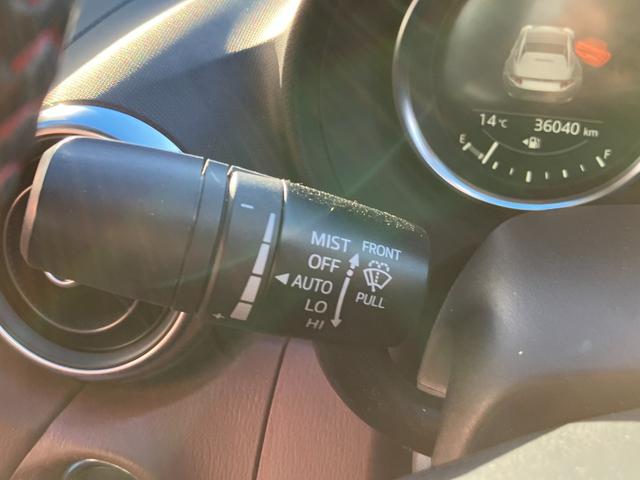 14°C 36040 km
E F
−
MIST FRONT
OFF
AUTO
LO PULL
HI
+